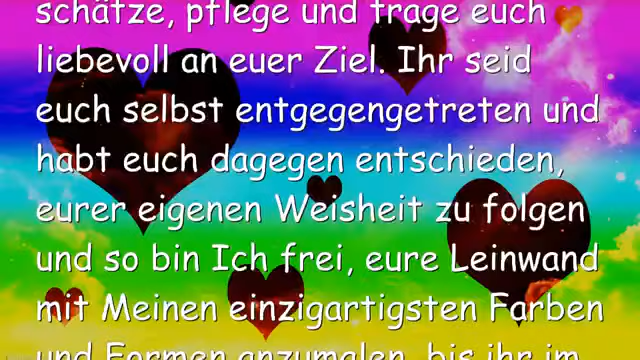 schätze, pflege und trage euch
liebevoll an euer Ziel. Ihr seid
euch selbst entgegengetreten und
habt euch dagegen entschieden,
eurer eigenen Weisheit zu folgen
und so bin Ich frei, eure Leinwand
mit Meinen einzigartigsten Farben
und Formen anzumalen, bis ihr im